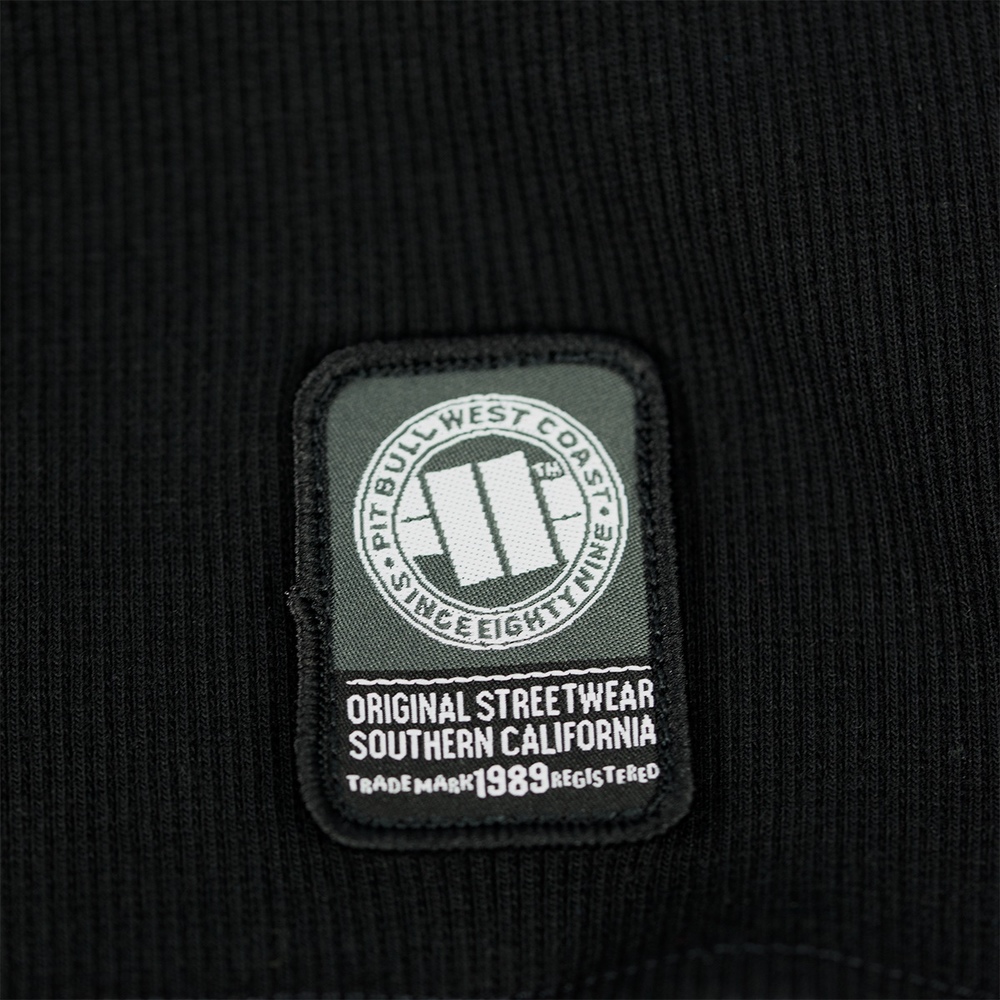 PIT BULL WEST COAST
TM
• SINCE EIGHTY NINE •
ORIGINAL STREETWEAR
SOUTHERN CALIFORNIA
TRADE MARK 1989 REGISTERED